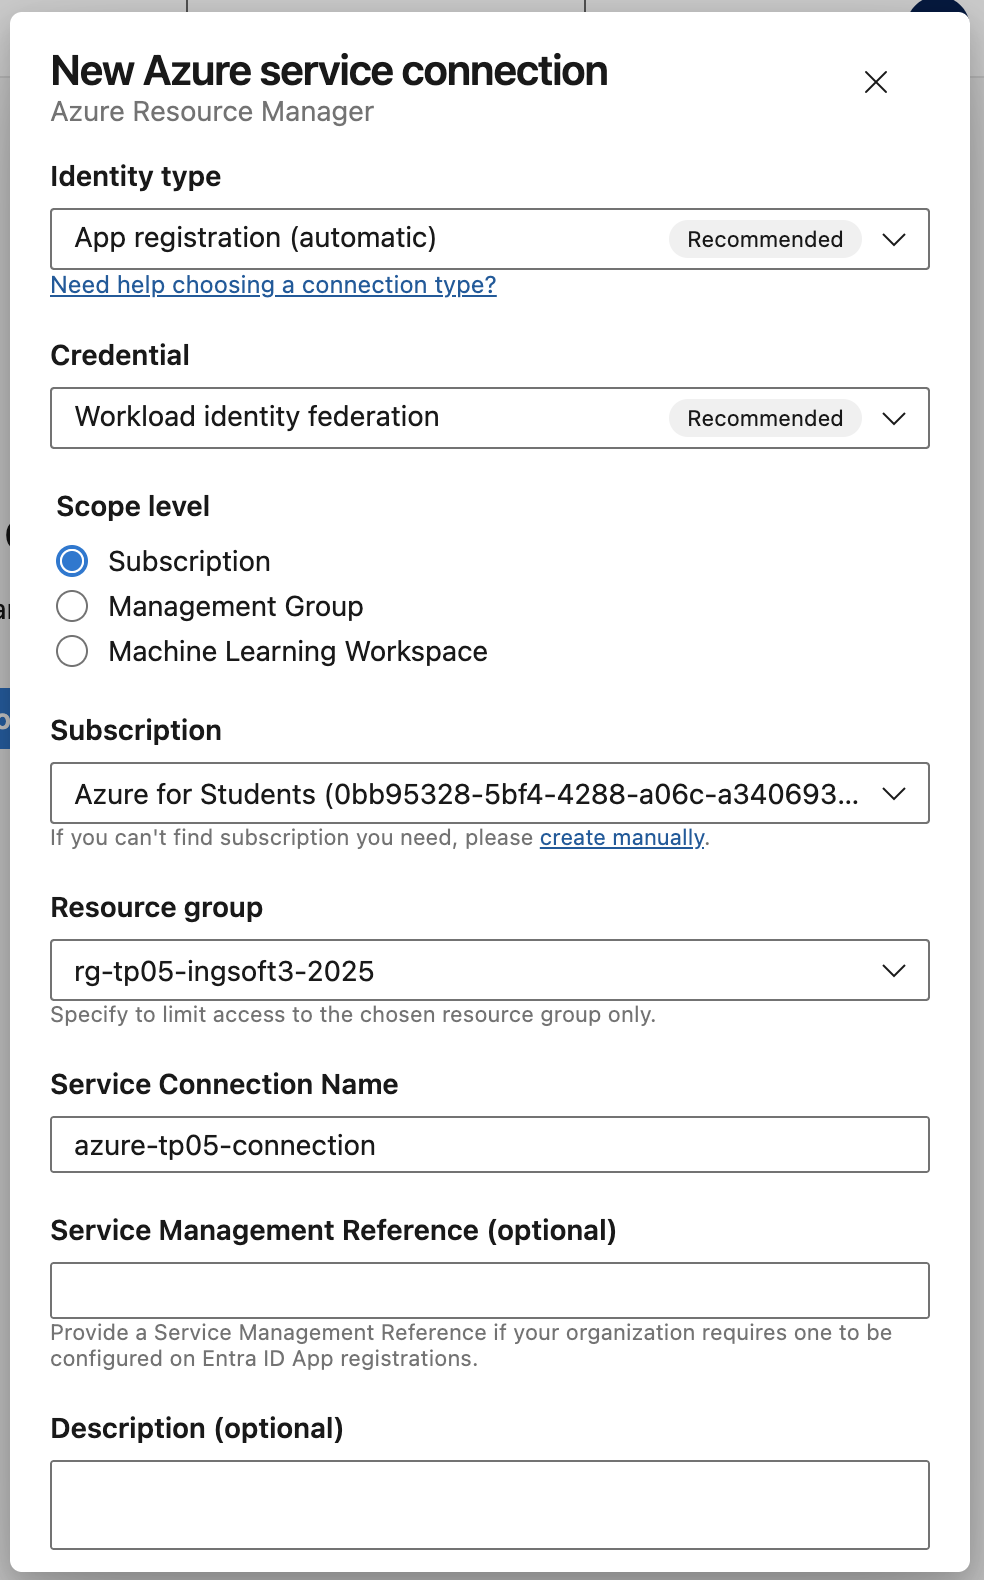 New Azure service connection
Azure Resource Manager
Identity type
App registration (automatic)
Recommended
Need help choosing a connection type?
Credential
Workload identity federation
Recommended
Scope level
Subscription
Management Group
Machine Learning Workspace
Subscription
Azure for Students (0bb95328-5bf4-4288-a06c-a340693...
If you can't find subscription you need, please create manually.
Resource group
rg-tp05-ingsoft3-2025
Specify to limit access to the chosen resource group only.
Service Connection Name
azure-tp05-connection
Service Management Reference (optional)
Provide a Service Management Reference if your organization requires one to be
configured on Entra ID App registrations.
Description (optional)